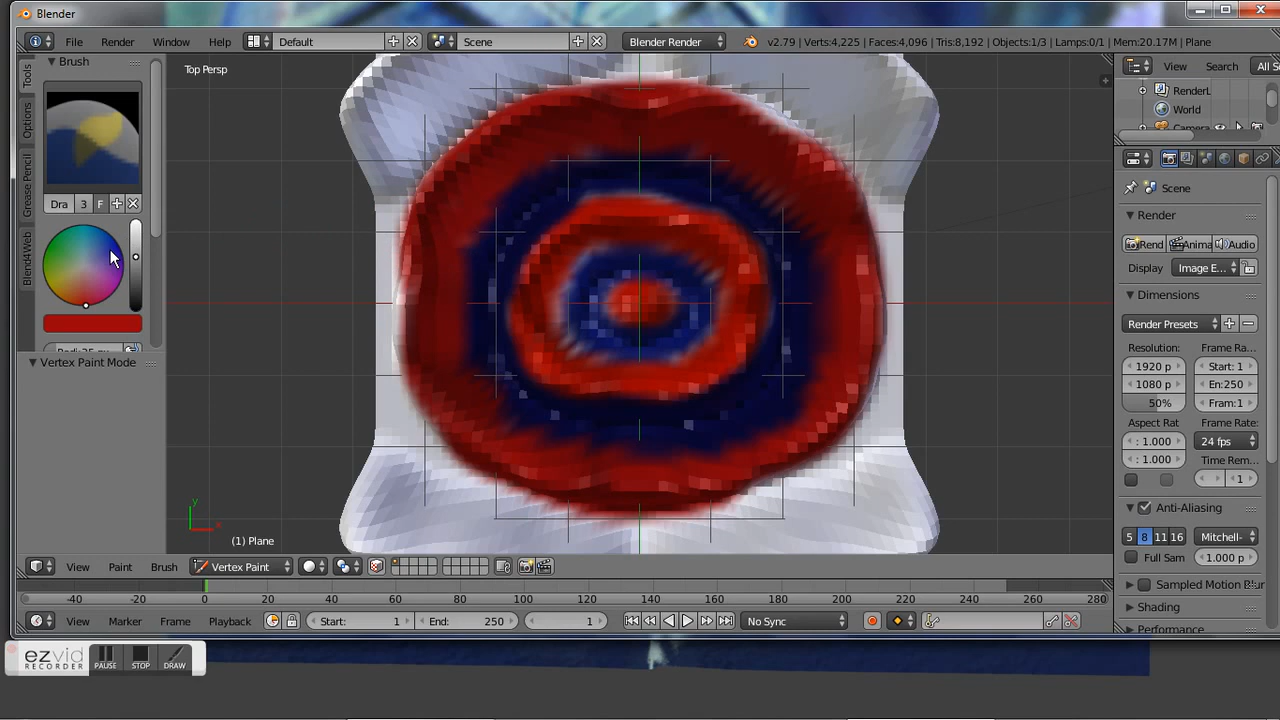 Blender
File Render Window Help Default Scene Blender Render v2.79 | Verts:4,225 | Faces:4,096 | Tris:8,192 | Objects:1/3 | Lamps:0/1 | Mem:20.17M | Plane
Brush
Tools
Options
Grease Pencil
Blend4Web
Dra 3 F
Vertex Paint Mode
Top Persp
y
x
(1) Plane
View Search All S
RenderL
World
Camera
Scene
Render
Rend Anima Audio
Display Image E...
Dimensions
Render Presets
Resolution: Frame Ra...
1920 p Start: 1
1080 p En:250
50% Fram:1
Aspect Rat Frame Rate:
: 1.000 24 fps
: 1.000 Time Rem...
1
Anti-Aliasing
5 8 11 16 Mitchell-
Full Sam 1.000 p
Sampled Motion Blur
Shading
Performance
View Paint Brush Vertex Paint
-40 -20 0 20 40 60 80 100 120 140 160 180 200 220 240 260 280
View Marker Frame Playback Start: 1 End: 250 1 No Sync
ezvid
RECORDER
PAUSE STOP DRAW